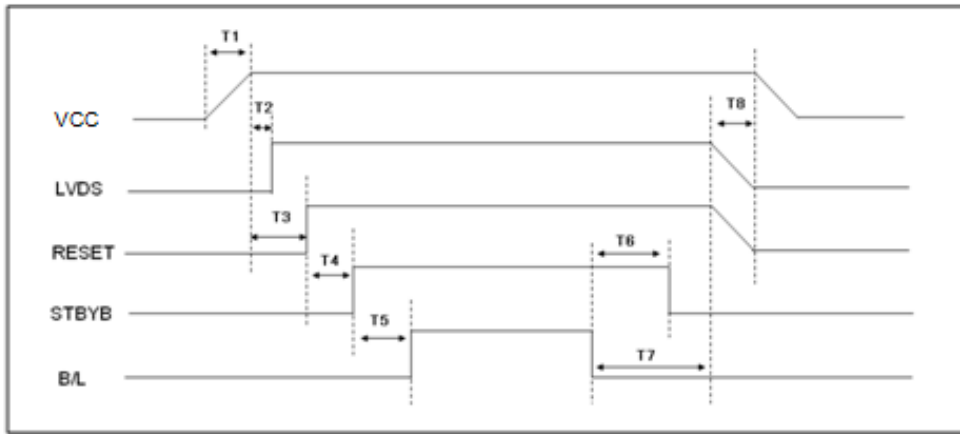 T1
VCC
T2
T8
LVDS
T3
RESET
T4
T6
STBYB
T5
T7
B/L